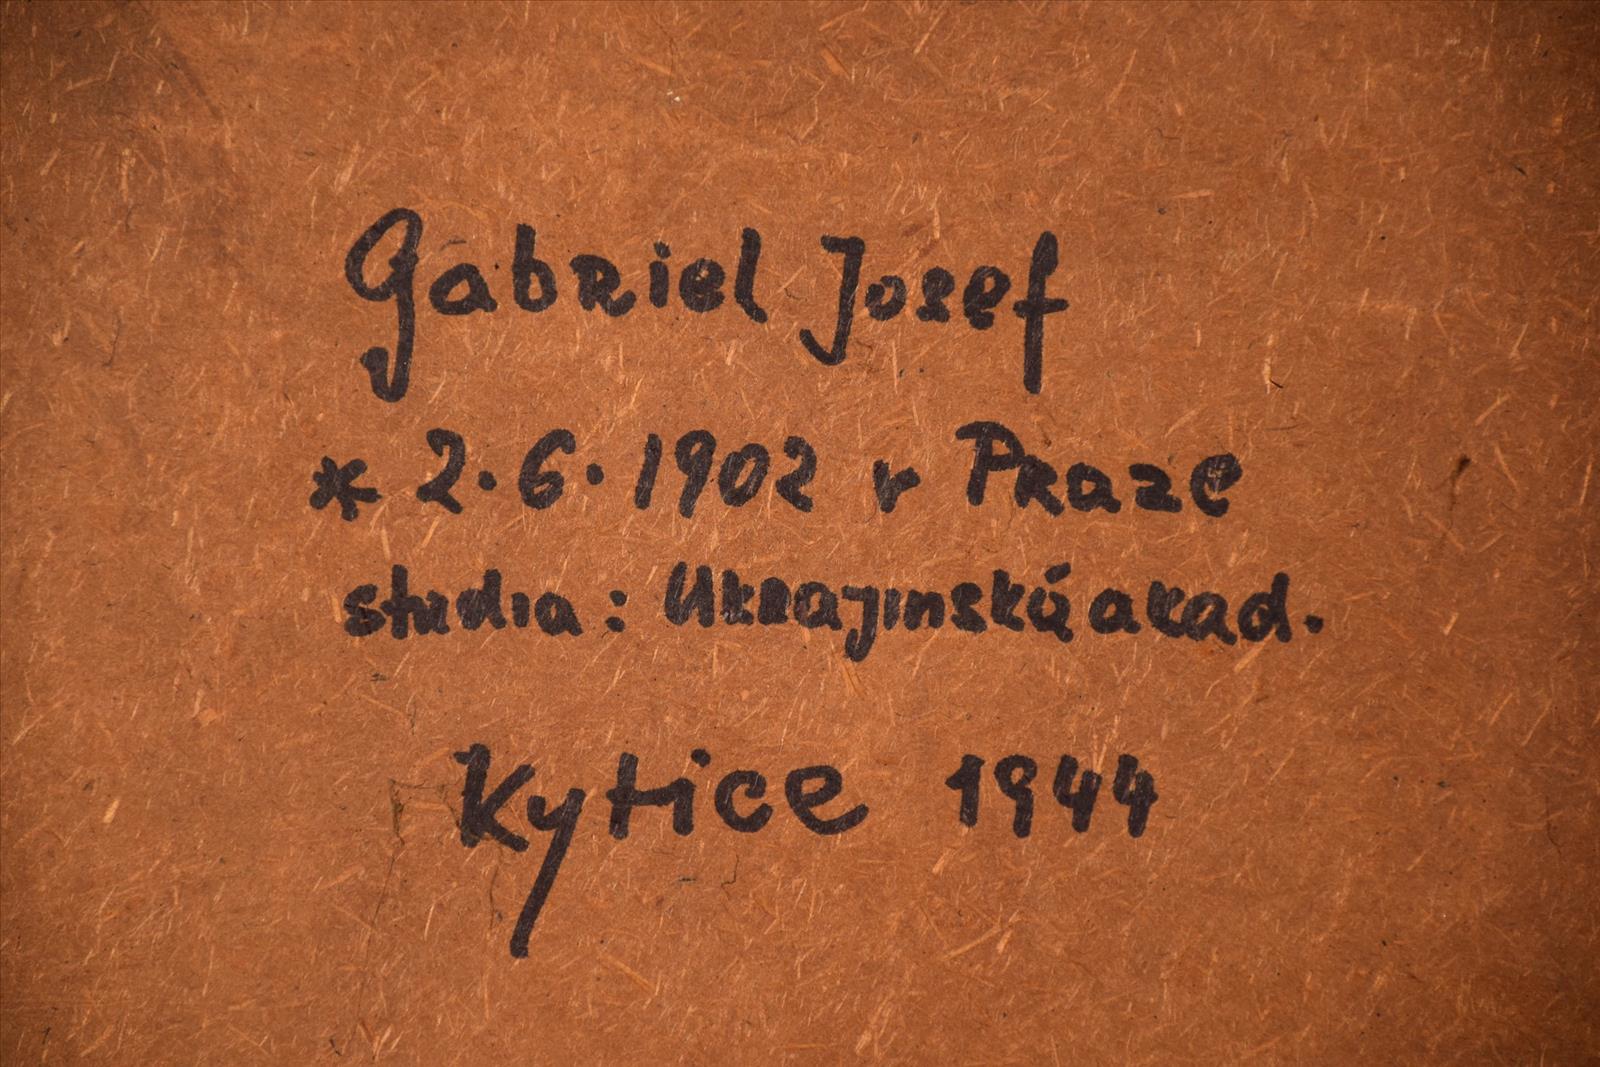 Gabriel Josef
* 2.6.1902 v Praze
studia: Ukrajinská akad.
Kytice 1944